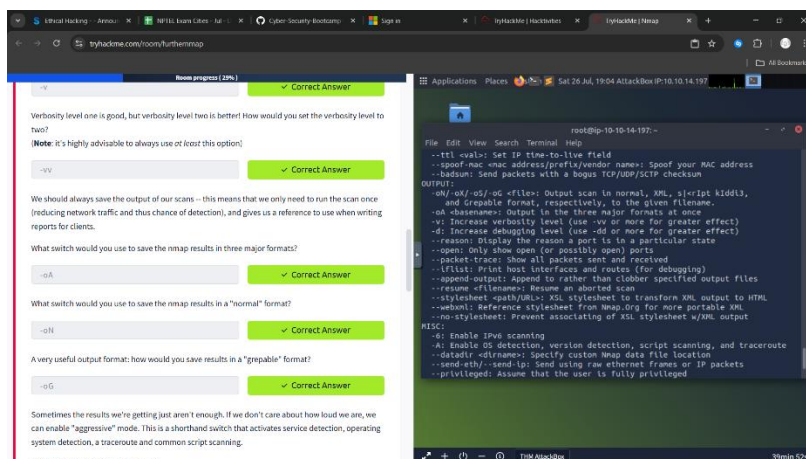 Ethical Hacking - - Annou
NPTEL Exam Cities - Jul -
Cyber-Security-Bootcamp
Sign in
TryHackMe | Hacktivities
TryHackMe | Nmap
tryhackme.com/room/furthernmap
All Bookmark
Room progress ( 29% )
-v
Correct Answer
Verbosity level one is good, but verbosity level two is better! How would you set the verbosity level to
two?
(Note: it's highly advisable to always use at least this option)
-vv
Correct Answer
We should always save the output of our scans -- this means that we only need to run the scan once
(reducing network traffic and thus chance of detection), and gives us a reference to use when writing
reports for clients.
What switch would you use to save the nmap results in three major formats?
-oA
Correct Answer
What switch would you use to save the nmap results in a "normal" format?
-oN
Correct Answer
A very useful output format: how would you save results in a "grepable" format?
-oG
Correct Answer
Sometimes the results we're getting just aren't enough. If we don't care about how loud we are, we
can enable "aggressive" mode. This is a shorthand switch that activates service detection, operating
system detection, a traceroute and common script scanning.
Applications Places Sat 26 Jul, 19:04 AttackBox IP:10.10.14.197
root@ip-10-10-14-197: ~
File Edit View Search Terminal Help
--ttl <val>: Set IP time-to-live field
--spoof-mac <mac address/prefix/vendor name>: Spoof your MAC address
--badsum: Send packets with a bogus TCP/UDP/SCTP checksum
OUTPUT:
-oN/-oX/-oS/-oG <file>: Output scan in normal, XML, s|<rIpt kIddi3,
and Grepable format, respectively, to the given filename.
-oA <basename>: Output in the three major formats at once
-v: Increase verbosity level (use -vv or more for greater effect)
-d: Increase debugging level (use -dd or more for greater effect)
--reason: Display the reason a port is in a particular state
--open: Only show open (or possibly open) ports
--packet-trace: Show all packets sent and received
--iflist: Print host interfaces and routes (for debugging)
--append-output: Append to rather than clobber specified output files
--resume <filename>: Resume an aborted scan
--stylesheet <path/URL>: XSL stylesheet to transform XML output to HTML
--webxml: Reference stylesheet from Nmap.Org for more portable XML
--no-stylesheet: Prevent associating of XSL stylesheet w/XML output
MISC:
-6: Enable IPv6 scanning
-A: Enable OS detection, version detection, script scanning, and traceroute
--datadir <dirname>: Specify custom Nmap data file location
--send-eth/--send-ip: Send using raw ethernet frames or IP packets
--privileged: Assume that the user is fully privileged
THM AttackBox
39min 52